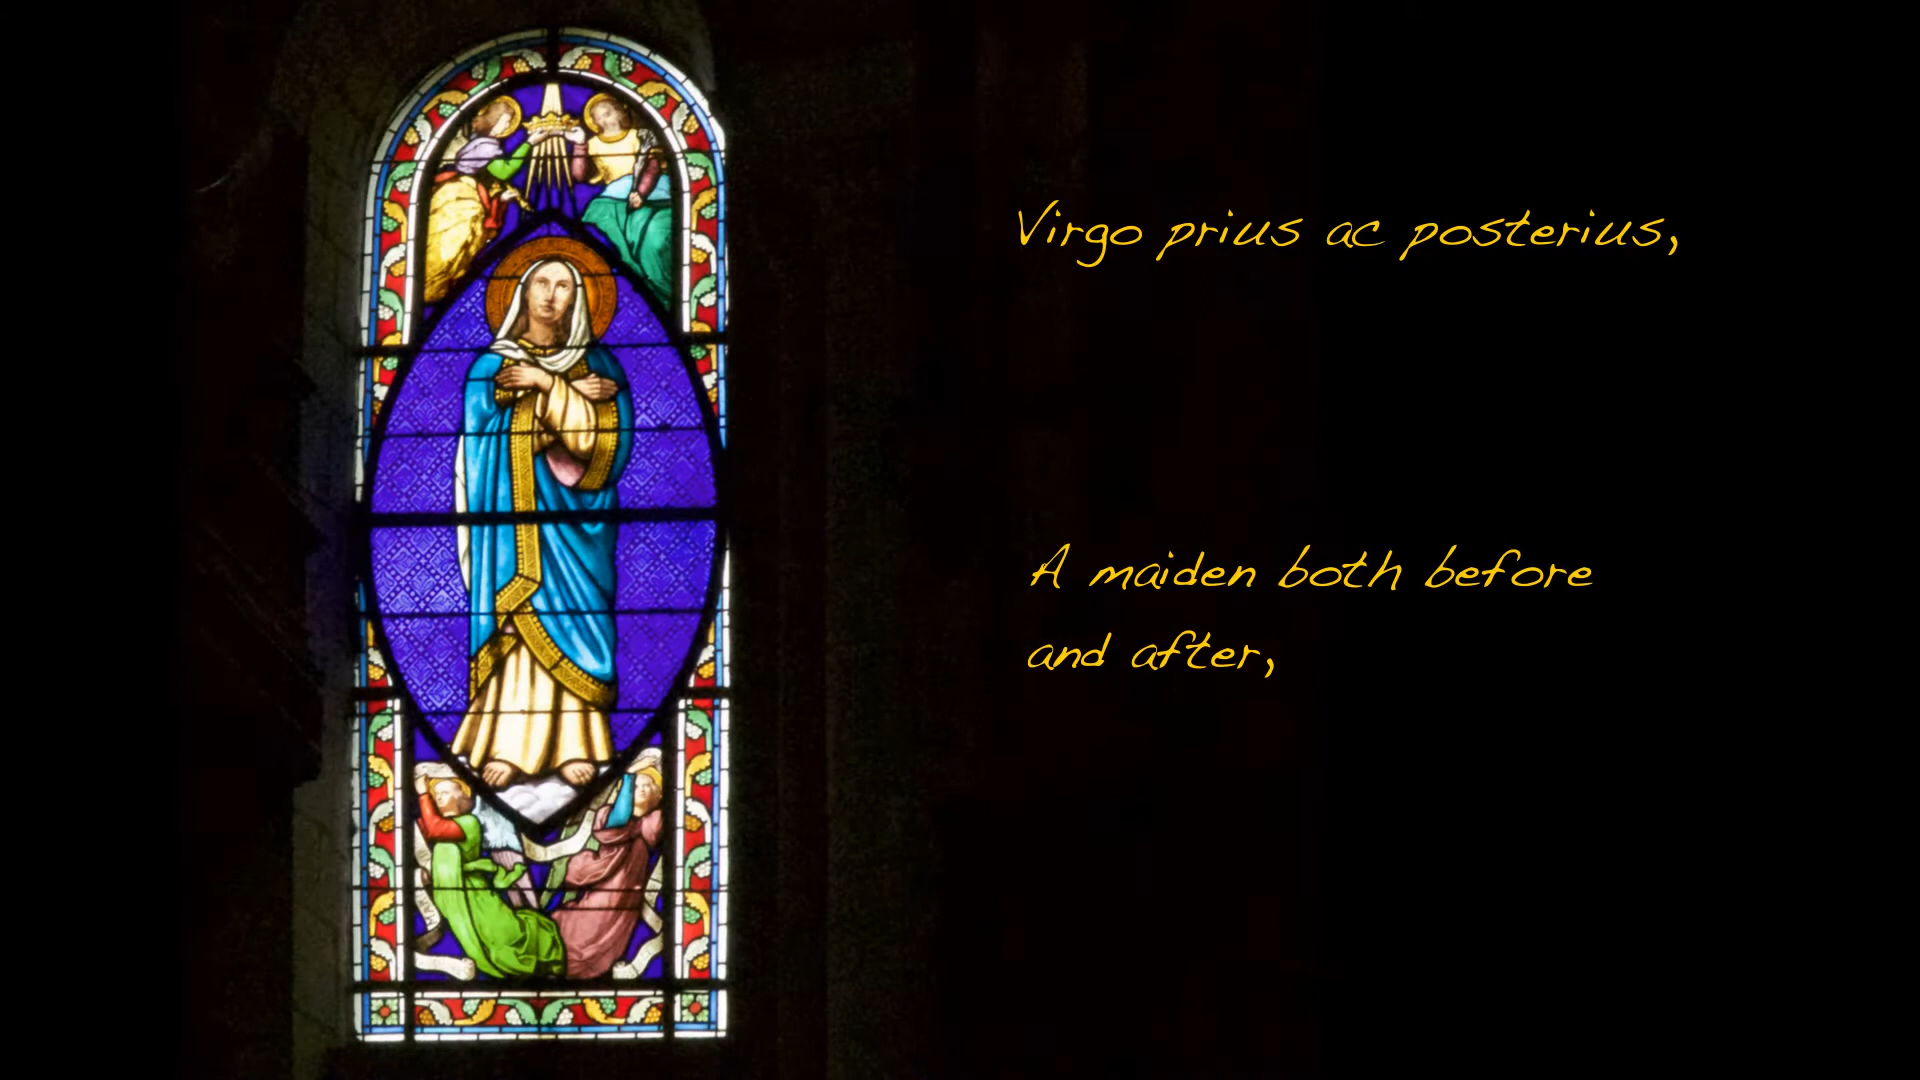 Virgo prius ac posterius,
A maiden both before
and after,